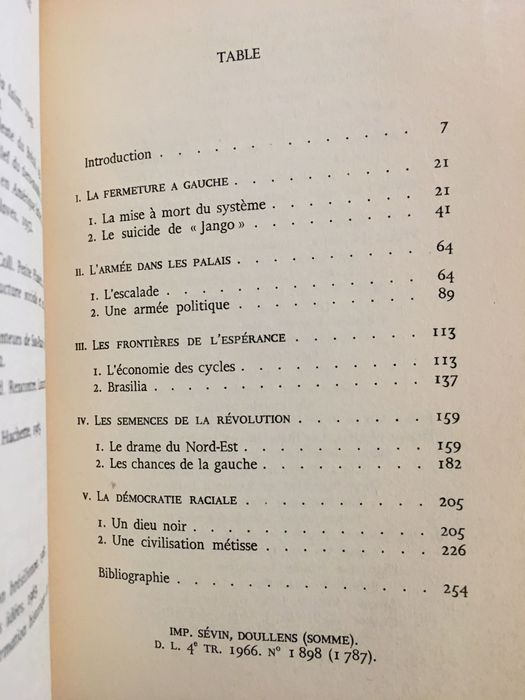 TABLE
Introduction . . . . . . . . . . . . . 7
I. LA FERMETURE A GAUCHE . . . . . . . . . 21
1. La mise à mort du système . . . . . . . . 21
2. Le suicide de « Jango » . . . . . . . . . 41
II. L'ARMÉE DANS LES PALAIS . . . . . . . . . 64
1. L'escalade . . . . . . . . . . . . 64
2. Une armée politique . . . . . . . . . 89
III. LES FRONTIÈRES DE L'ESPÉRANCE . . . . . . . 113
1. L'économie des cycles . . . . . . . . . 113
2. Brasilia . . . . . . . . . . . . . 137
IV. LES SEMENCES DE LA RÉVOLUTION . . . . . . . 159
1. Le drame du Nord-Est . . . . . . . . . 159
2. Les chances de la gauche . . . . . . . . 182
V. LA DÉMOCRATIE RACIALE . . . . . . . . . 205
1. Un dieu noir . . . . . . . . . . . 205
2. Une civilisation métisse . . . . . . . . . 226
Bibliographie . . . . . . . . . . . . 254
IMP. SÉVIN, DOULLENS (SOMME).
D. L. 4e TR. 1966. No 1 898 (1 787).